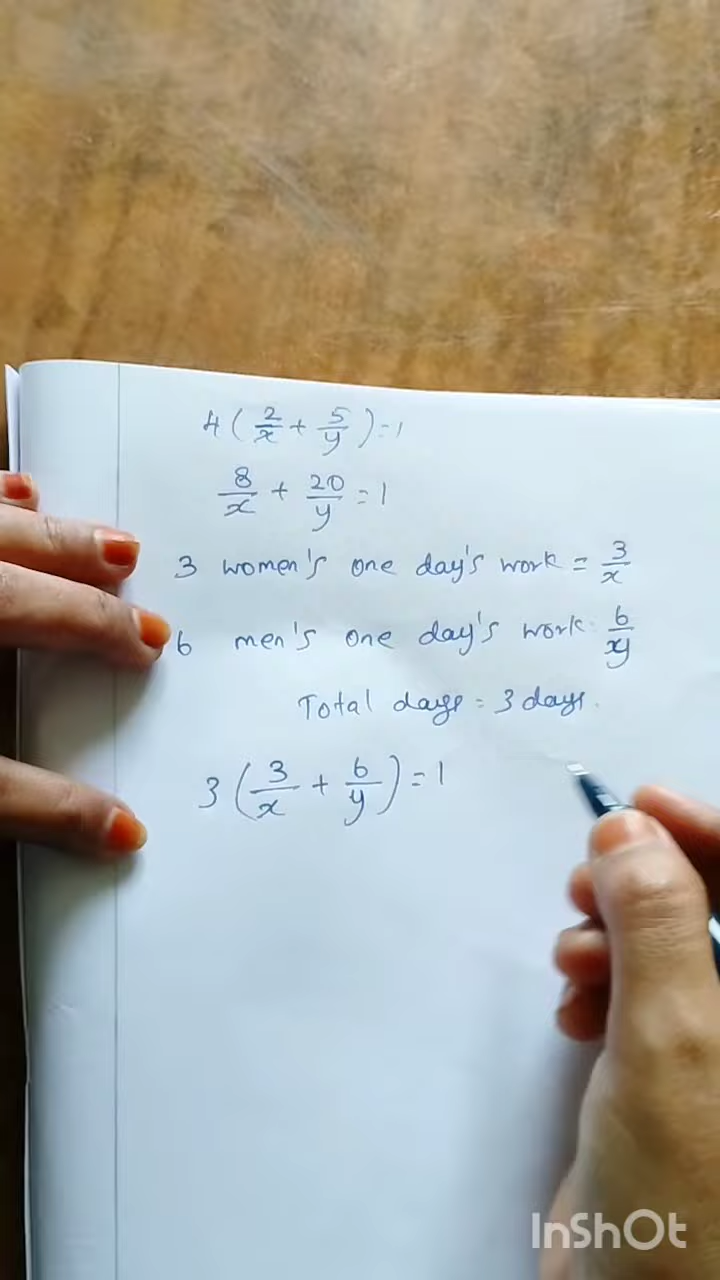 4(2/x + 5/y)=1
8/x + 20/y = 1
3 women's one day's work = 3/x
6 men's one day's work = 6/xy
Total days = 3 days.
3(3/x + 6/y) = 1
InShOt